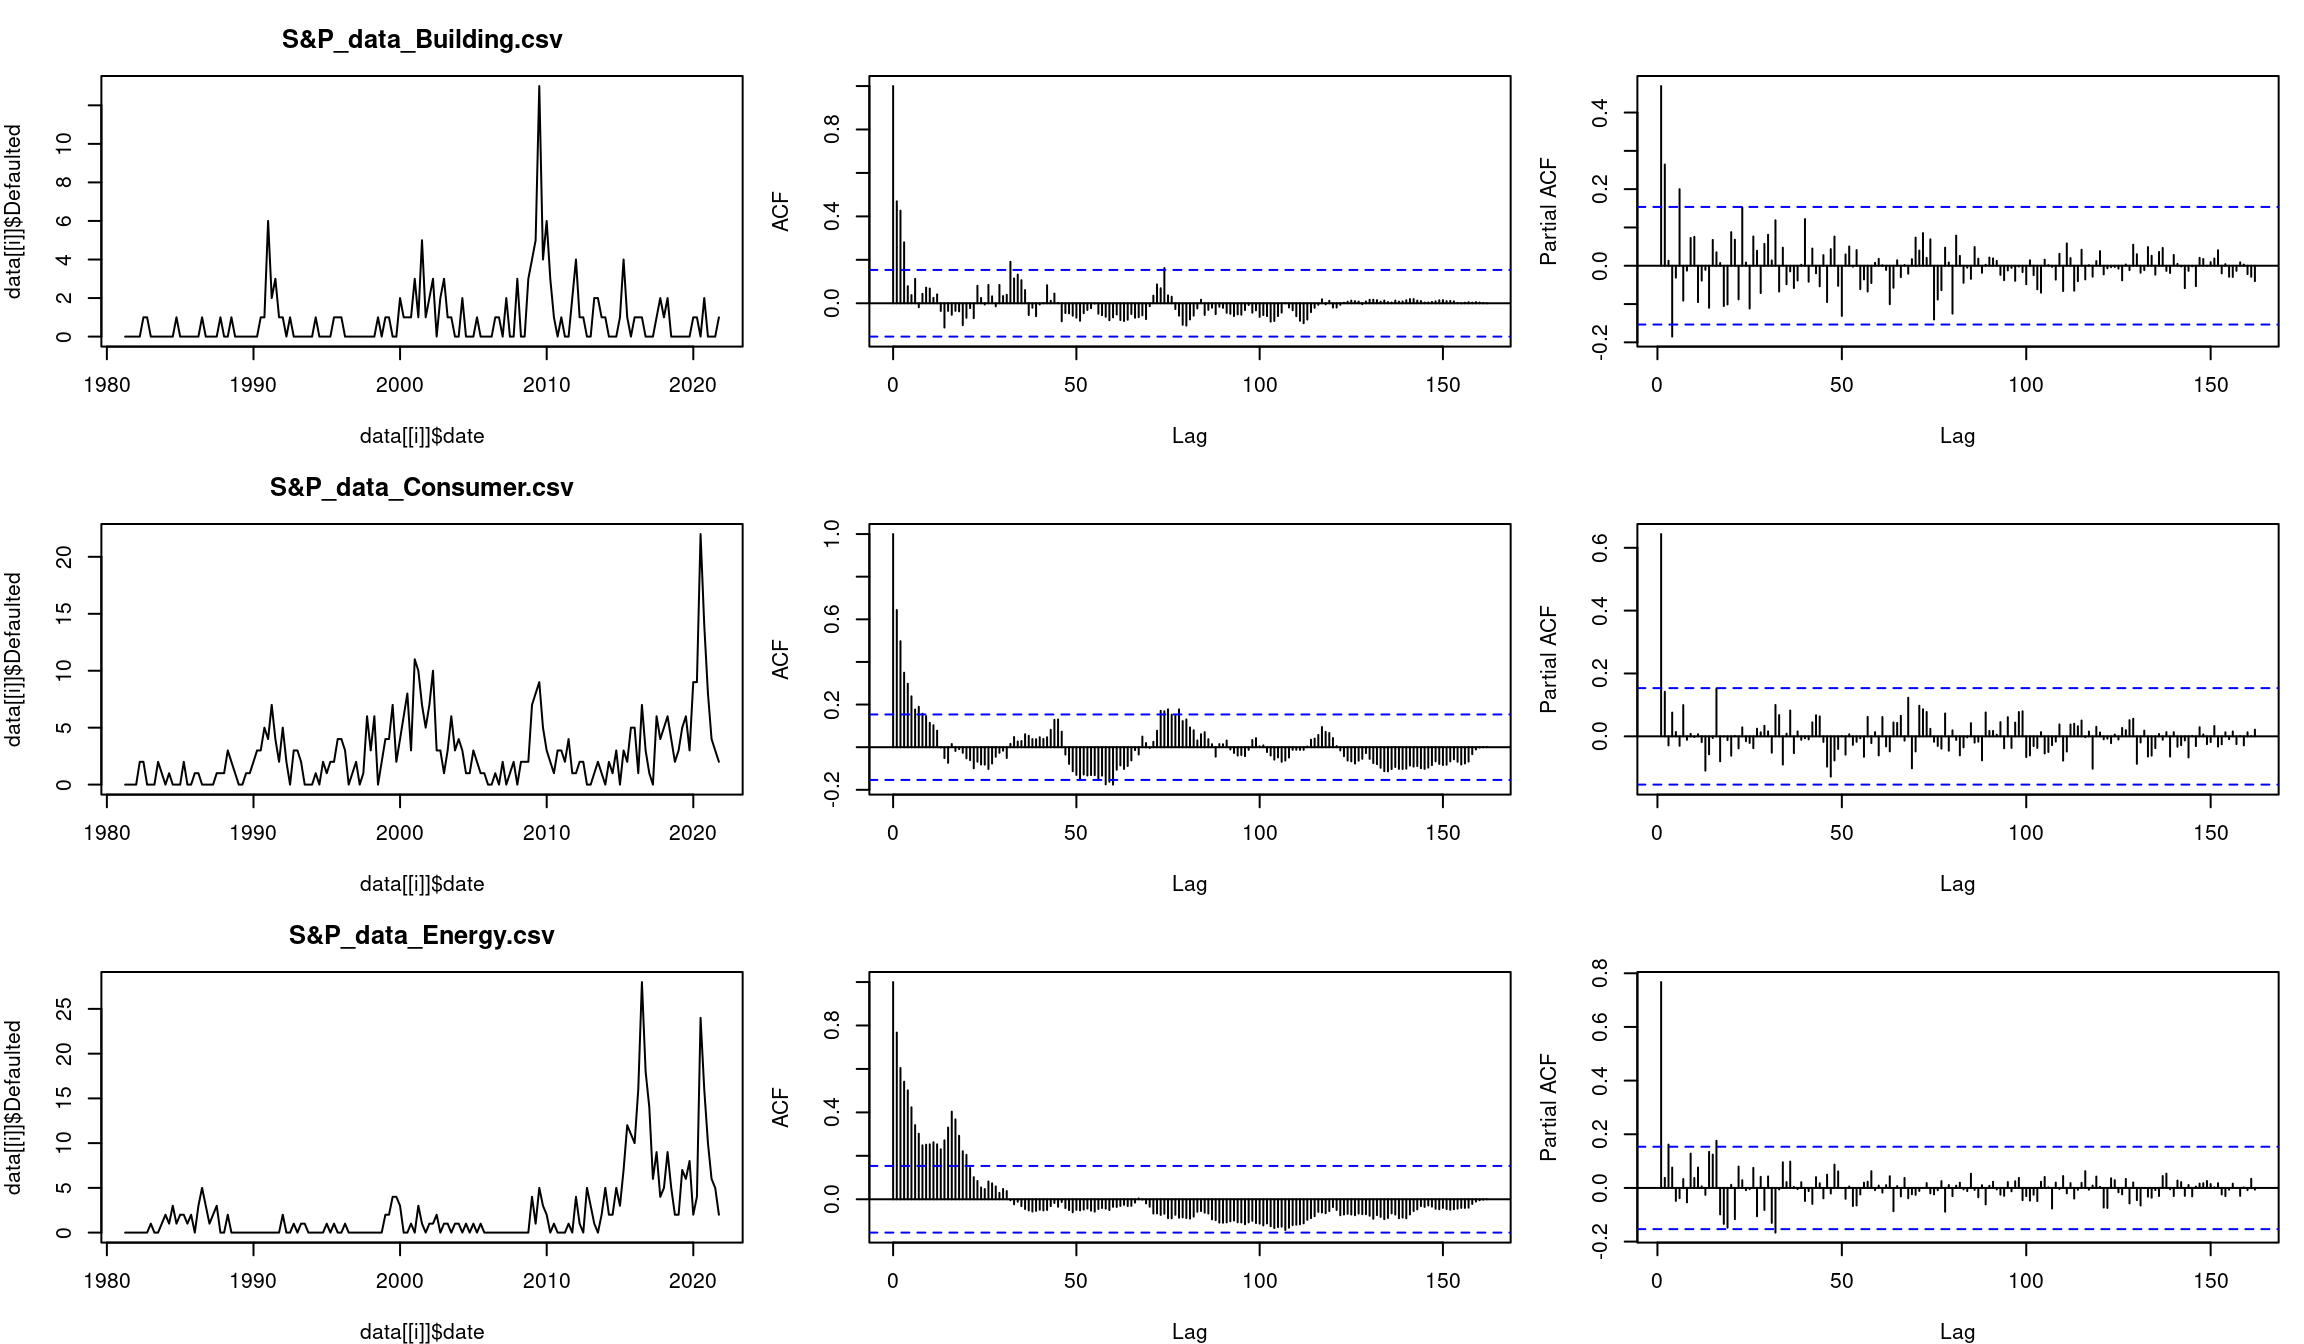 S&P_data_Building.csv
data[[i]]$Defaulted
0 2 4 6 8 10
1980 1990 2000 2010 2020
data[[i]]$date
ACF
0.0 0.4 0.8
0 50 100 150
Lag
Partial ACF
-0.2 0.0 0.2 0.4
0 50 100 150
Lag
S&P_data_Consumer.csv
data[[i]]$Defaulted
0 5 10 15 20
1980 1990 2000 2010 2020
data[[i]]$date
ACF
-0.2 0.2 0.6 1.0
0 50 100 150
Lag
Partial ACF
0.0 0.2 0.4 0.6
0 50 100 150
Lag
S&P_data_Energy.csv
data[[i]]$Defaulted
0 5 10 15 20 25
1980 1990 2000 2010 2020
data[[i]]$date
ACF
0.0 0.4 0.8
0 50 100 150
Lag
Partial ACF
-0.2 0.0 0.2 0.4 0.6 0.8
0 50 100 150
Lag